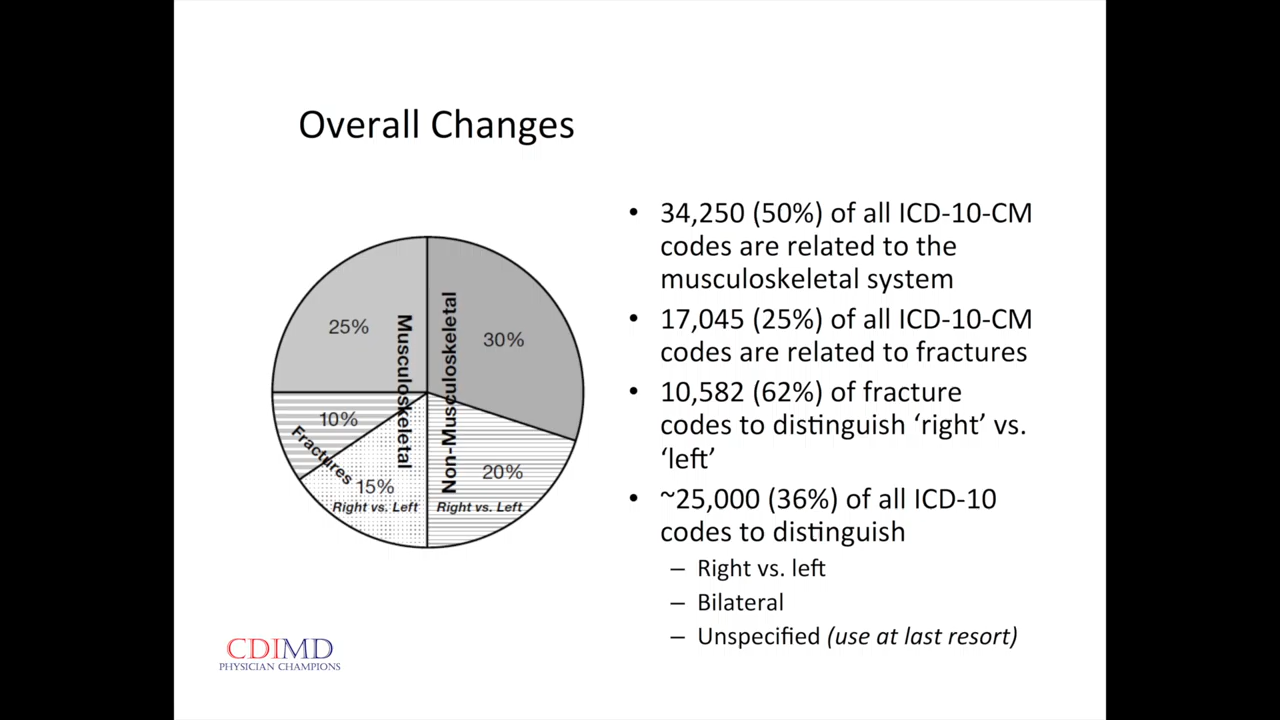 Overall Changes
25%
30%
10%
15%
20%
Musculoskeletal
Non-Musculoskeletal
Fractures
Right vs. Left
Right vs. Left
• 34,250 (50%) of all ICD-10-CM
codes are related to the
musculoskeletal system
• 17,045 (25%) of all ICD-10-CM
codes are related to fractures
• 10,582 (62%) of fracture
codes to distinguish ‘right’ vs.
‘left’
• ~25,000 (36%) of all ICD-10
codes to distinguish
– Right vs. left
– Bilateral
– Unspecified (use at last resort)
CDIMD
PHYSICIAN CHAMPIONS